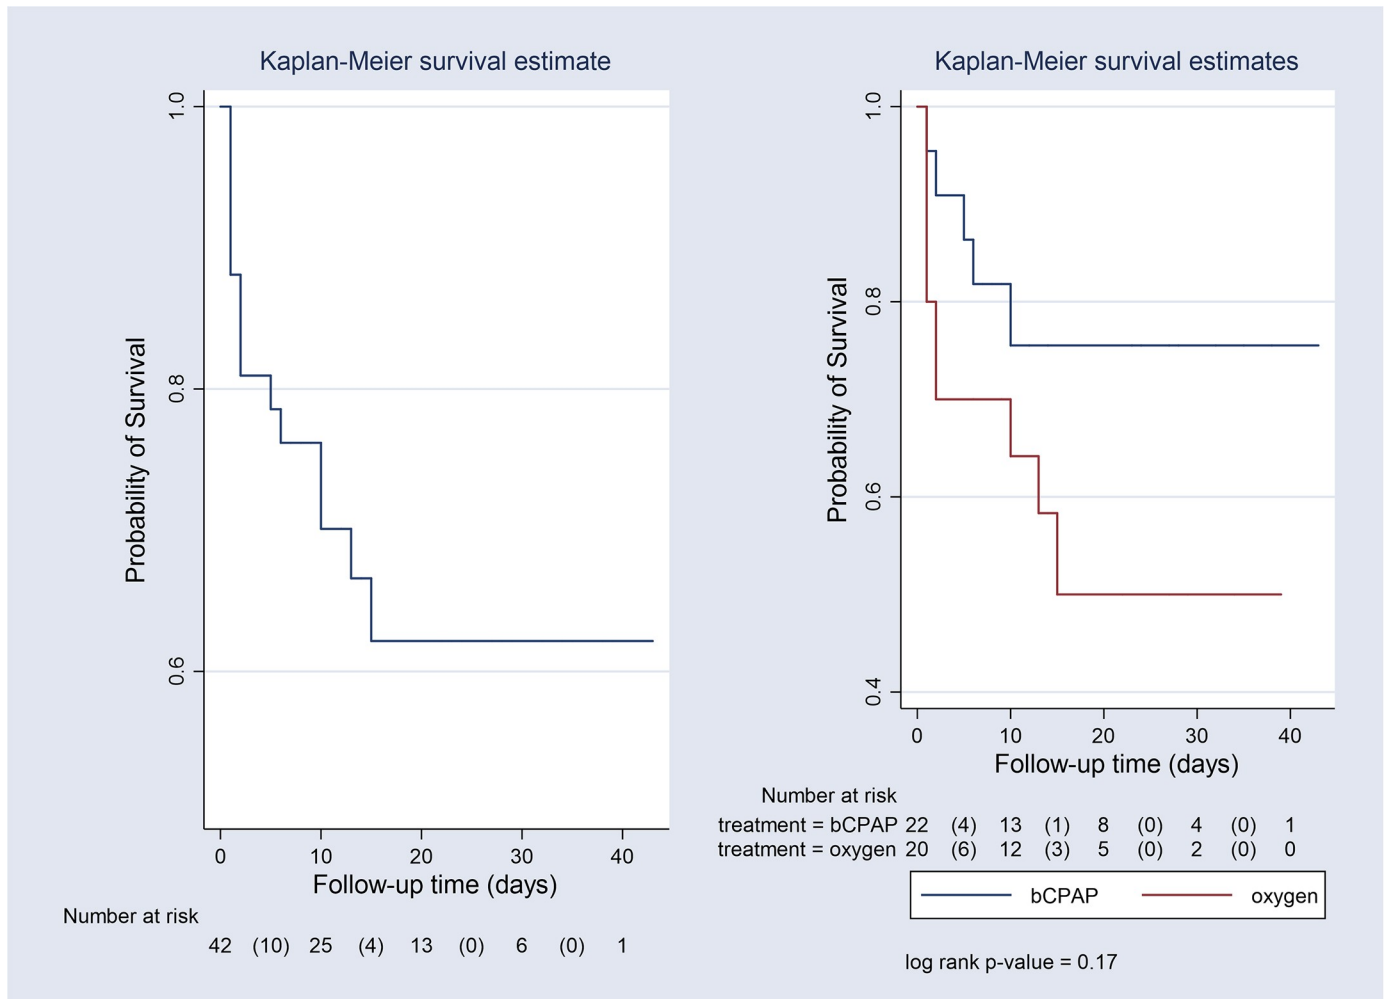 Kaplan-Meier survival estimate
Probability of Survival
1.0
0.8
0.6
0 10 20 30 40
Follow-up time (days)
Number at risk
42 (10) 25 (4) 13 (0) 6 (0) 1
Kaplan-Meier survival estimates
Probability of Survival
1.0
0.8
0.6
0.4
0 10 20 30 40
Follow-up time (days)
Number at risk
treatment = bCPAP 22 (4) 13 (1) 8 (0) 4 (0) 1
treatment = oxygen 20 (6) 12 (3) 5 (0) 2 (0) 0
bCPAP oxygen
log rank p-value = 0.17